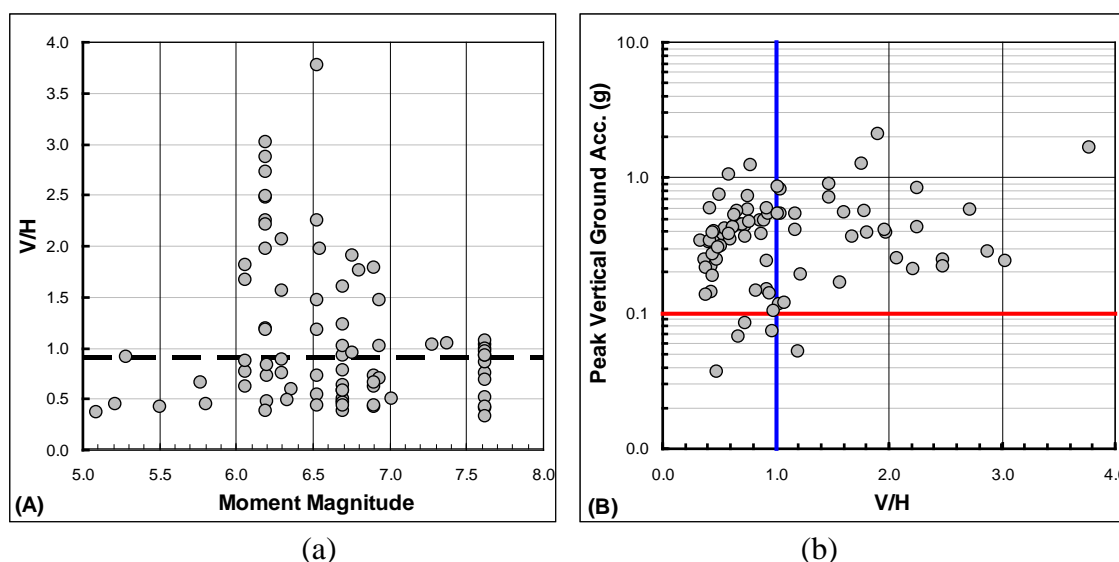 4.0
3.5
3.0
2.5
2.0
1.5
1.0
0.5
0.0
V/H
5.0 5.5 6.0 6.5 7.0 7.5 8.0
Moment Magnitude
(A)
(a)
10.0
1.0
0.1
0.0
Peak Vertical Ground Acc. (g)
0.0 1.0 2.0 3.0 4.0
V/H
(B)
(b)